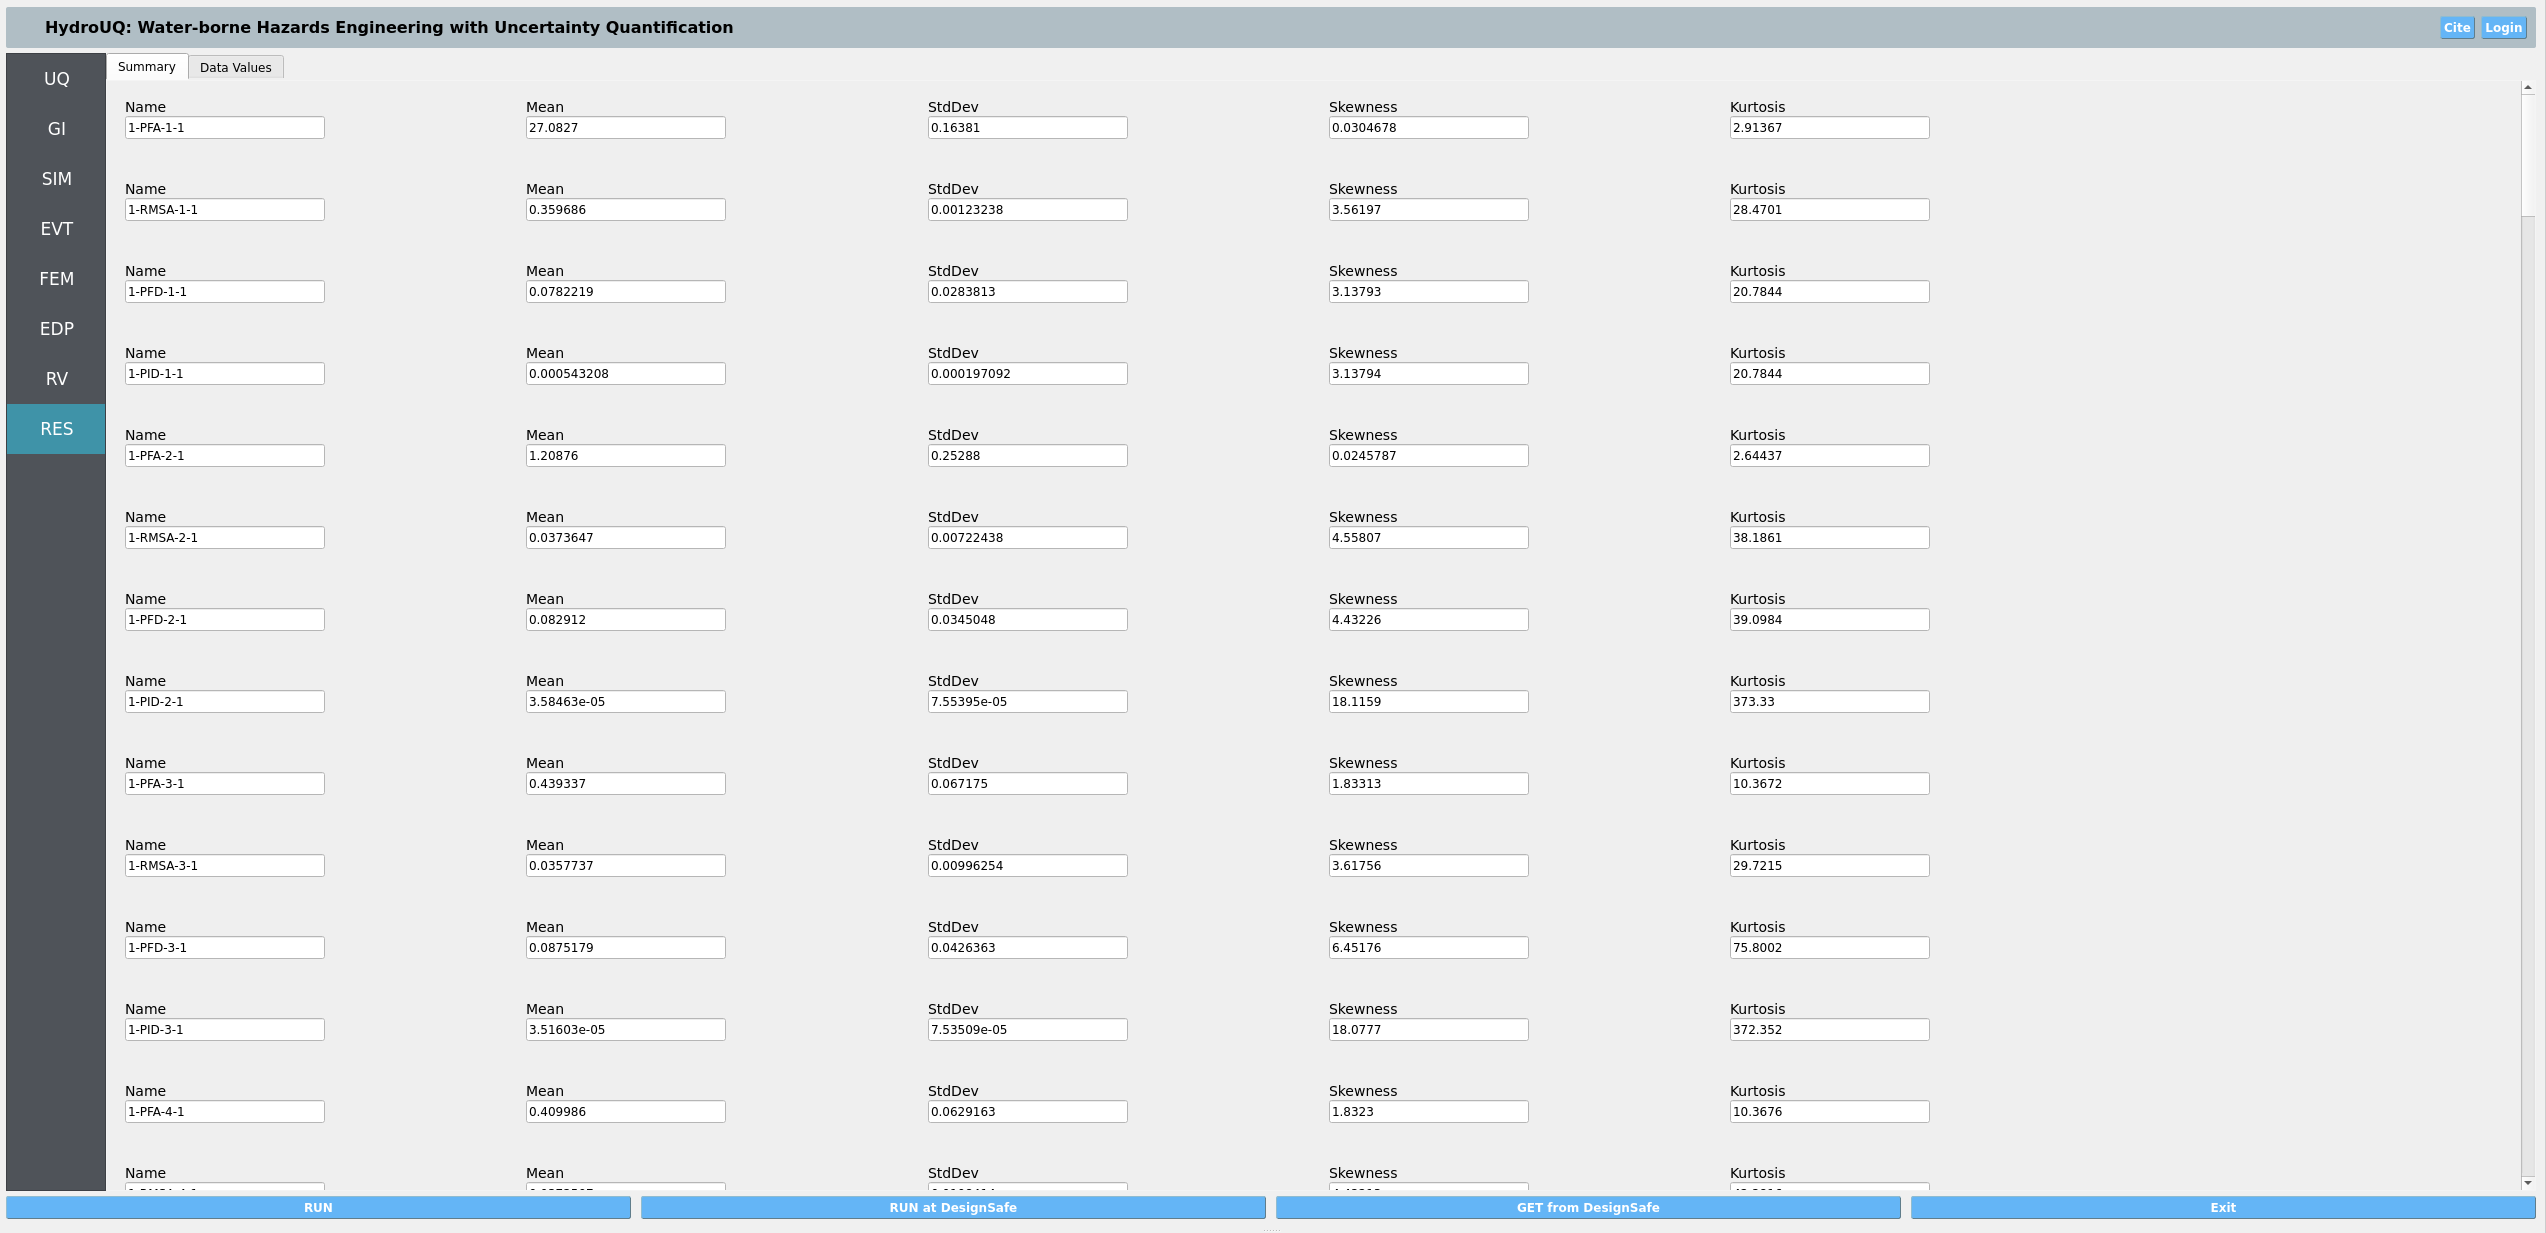 HydroUQ: Water-borne Hazards Engineering with Uncertainty Quantification Cite Login
UQ
GI
SIM
EVT
FEM
EDP
RV
RES
Summary Data Values
Name Mean StdDev Skewness Kurtosis
1-PFA-1-1 27.0827 0.16381 0.0304678 2.91367
Name Mean StdDev Skewness Kurtosis
1-RMSA-1-1 0.359686 0.00123238 3.56197 28.4701
Name Mean StdDev Skewness Kurtosis
1-PFD-1-1 0.0782219 0.0283813 3.13793 20.7844
Name Mean StdDev Skewness Kurtosis
1-PID-1-1 0.000543208 0.000197092 3.13794 20.7844
Name Mean StdDev Skewness Kurtosis
1-PFA-2-1 1.20876 0.25288 0.0245787 2.64437
Name Mean StdDev Skewness Kurtosis
1-RMSA-2-1 0.0373647 0.00722438 4.55807 38.1861
Name Mean StdDev Skewness Kurtosis
1-PFD-2-1 0.082912 0.0345048 4.43226 39.0984
Name Mean StdDev Skewness Kurtosis
1-PID-2-1 3.58463e-05 7.55395e-05 18.1159 373.33
Name Mean StdDev Skewness Kurtosis
1-PFA-3-1 0.439337 0.067175 1.83313 10.3672
Name Mean StdDev Skewness Kurtosis
1-RMSA-3-1 0.0357737 0.00996254 3.61756 29.7215
Name Mean StdDev Skewness Kurtosis
1-PFD-3-1 0.0875179 0.0426363 6.45176 75.8002
Name Mean StdDev Skewness Kurtosis
1-PID-3-1 3.51603e-05 7.53509e-05 18.0777 372.352
Name Mean StdDev Skewness Kurtosis
1-PFA-4-1 0.409986 0.0629163 1.8323 10.3676
Name Mean StdDev Skewness Kurtosis
RUN RUN at DesignSafe GET from DesignSafe Exit